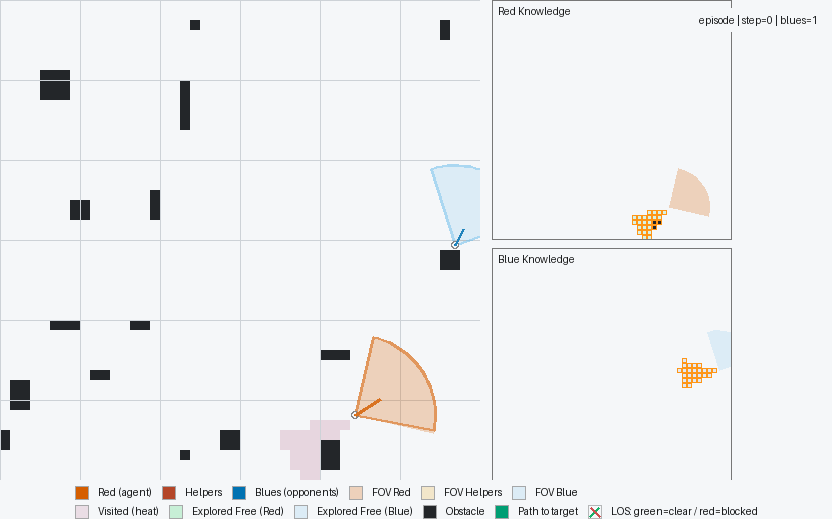 Red Knowledge
episode | step=0 | blues=1
Blue Knowledge
Red (agent) Helpers Blues (opponents) FOV Red FOV Helpers FOV Blue
Visited (heat) Explored Free (Red) Explored Free (Blue) Obstacle Path to target LOS: green=clear / red=blocked